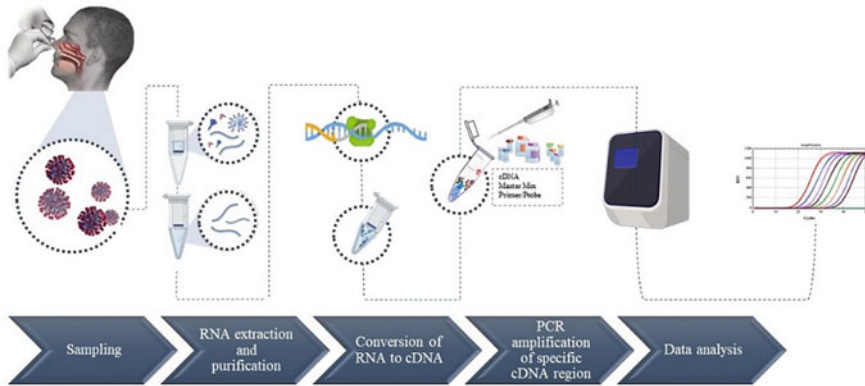 cDNA
Master Mix
Primer/Probe
Amplification
Sampling
RNA extraction
and
purification
Conversion of
RNA to cDNA
PCR
amplification
of specific
cDNA region
Data analysis